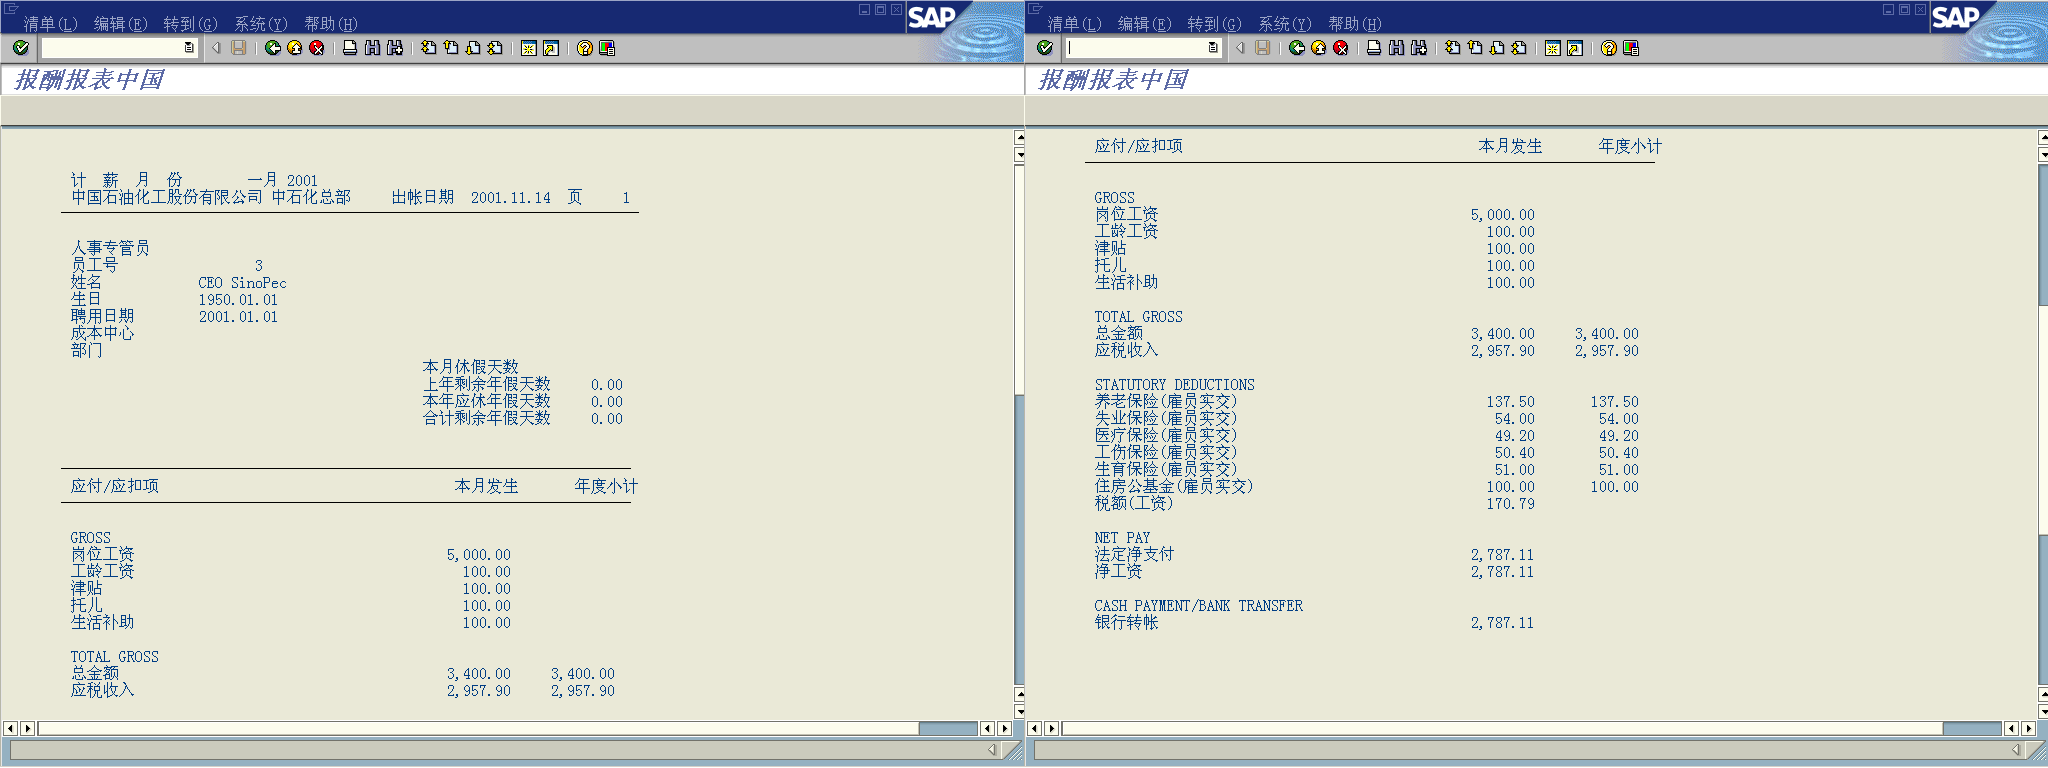 清单(L) 编辑(E) 转到(G) 系统(Y) 帮助(H)
SAP
报酬报表中国
计 薪 月 份 一月 2001
中国石油化工股份有限公司 中石化总部 出帐日期 2001.11.14 页 1
人事专管员
员工号 3
姓名 CEO SinoPec
生日 1950.01.01
聘用日期 2001.01.01
成本中心
部门
本月休假天数
上年剩余年假天数 0.00
本年应休年假天数 0.00
合计剩余年假天数 0.00
应付/应扣项 本月发生 年度小计
GROSS
岗位工资 5,000.00
工龄工资 100.00
津贴 100.00
托儿 100.00
生活补助 100.00
TOTAL GROSS
总金额 3,400.00 3,400.00
应税收入 2,957.90 2,957.90
清单(L) 编辑(E) 转到(G) 系统(Y) 帮助(H)
SAP
报酬报表中国
应付/应扣项 本月发生 年度小计
GROSS
岗位工资 5,000.00
工龄工资 100.00
津贴 100.00
托儿 100.00
生活补助 100.00
TOTAL GROSS
总金额 3,400.00 3,400.00
应税收入 2,957.90 2,957.90
STATUTORY DEDUCTIONS
养老保险(雇员实交) 137.50 137.50
失业保险(雇员实交) 54.00 54.00
医疗保险(雇员实交) 49.20 49.20
工伤保险(雇员实交) 50.40 50.40
生育保险(雇员实交) 51.00 51.00
住房公基金(雇员实交) 100.00 100.00
税额(工资) 170.79
NET PAY
法定净支付 2,787.11
净工资 2,787.11
CASH PAYMENT/BANK TRANSFER
银行转帐 2,787.11